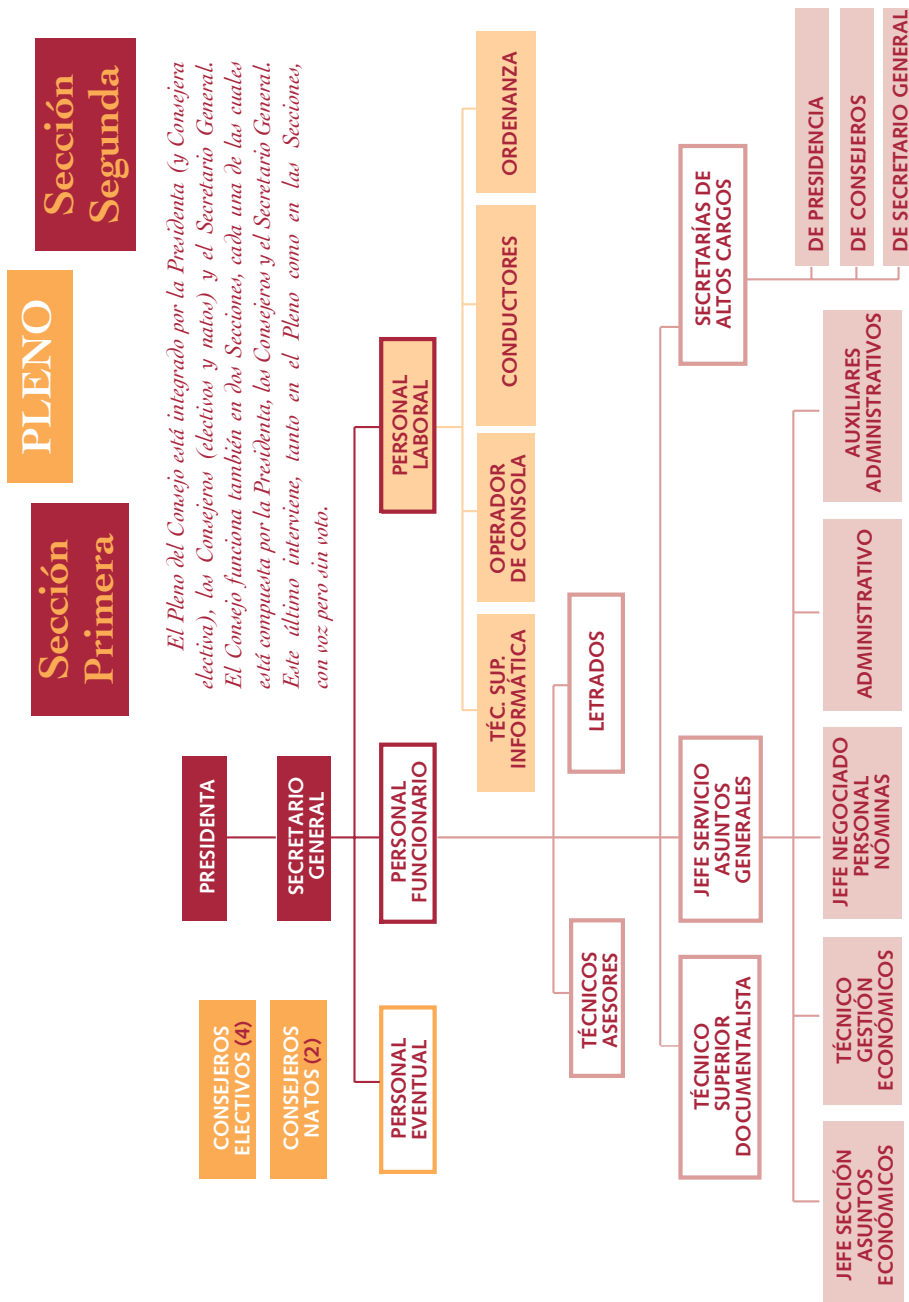 Sección
Primera
PLENO
Sección
Segunda
El Pleno del Consejo está integrado por la Presidenta (y Consejera
electiva), los Consejeros (electivos y natos) y el Secretario General.
El Consejo funciona también en dos Secciones, cada una de las cuales
está compuesta por la Presidenta, los Consejeros y el Secretario General.
Este último interviene, tanto en el Pleno como en las Secciones,
con voz pero sin voto.
CONSEJEROS
ELECTIVOS (4)
PRESIDENTA
CONSEJEROS
NATOS (2)
SECRETARIO
GENERAL
PERSONAL
EVENTUAL
PERSONAL
FUNCIONARIO
PERSONAL
LABORAL
TÉC. SUP.
INFORMÁTICA
OPERADOR
DE CONSOLA
CONDUCTORES
ORDENANZA
TÉCNICOS
ASESORES
LETRADOS
TÉCNICO
SUPERIOR
DOCUMENTALISTA
JEFE SERVICIO
ASUNTOS
GENERALES
SECRETARÍAS DE
ALTOS CARGOS
DE PRESIDENCIA
DE CONSEJEROS
DE SECRETARIO GENERAL
JEFE SECCIÓN
ASUNTOS
ECONÓMICOS
TÉCNICO
GESTIÓN
ECONÓMICOS
JEFE NEGOCIADO
PERSONAL
NÓMINAS
ADMINISTRATIVO
AUXILIARES
ADMINISTRATIVOS